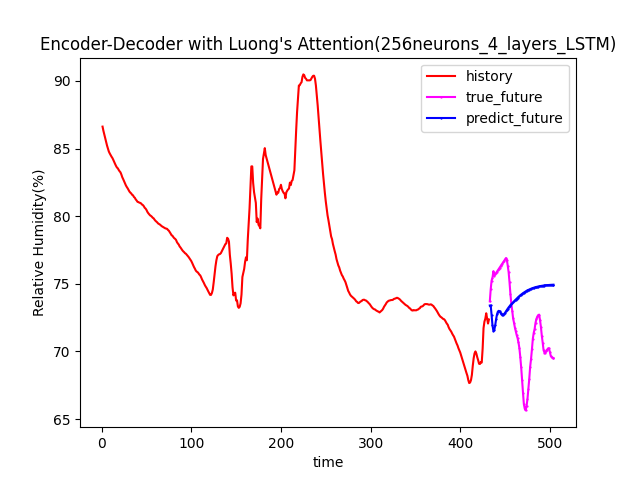 Encoder-Decoder with Luong's Attention(256neurons_4_layers_LSTM)
history
true_future
predict_future
Relative Humidity(%)
90
85
80
75
70
65
0 100 200 300 400 500
time